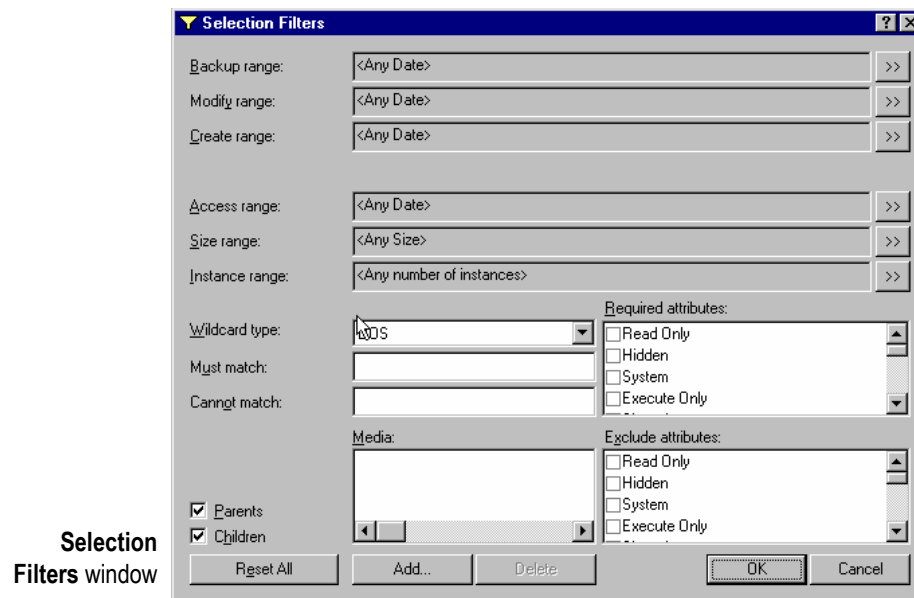 Selection Filters
Backup range: <Any Date> >>
Modify range: <Any Date> >>
Create range: <Any Date> >>
Access range: <Any Date> >>
Size range: <Any Size> >>
Instance range: <Any number of instances> >>
Wildcard type: DOS
Must match:
Cannot match:
Required attributes:
Read Only
Hidden
System
Execute Only
Media:
Exclude attributes:
Read Only
Hidden
System
Execute Only
Parents
Children
Reset All Add... Delete OK Cancel
Selection
Filters window